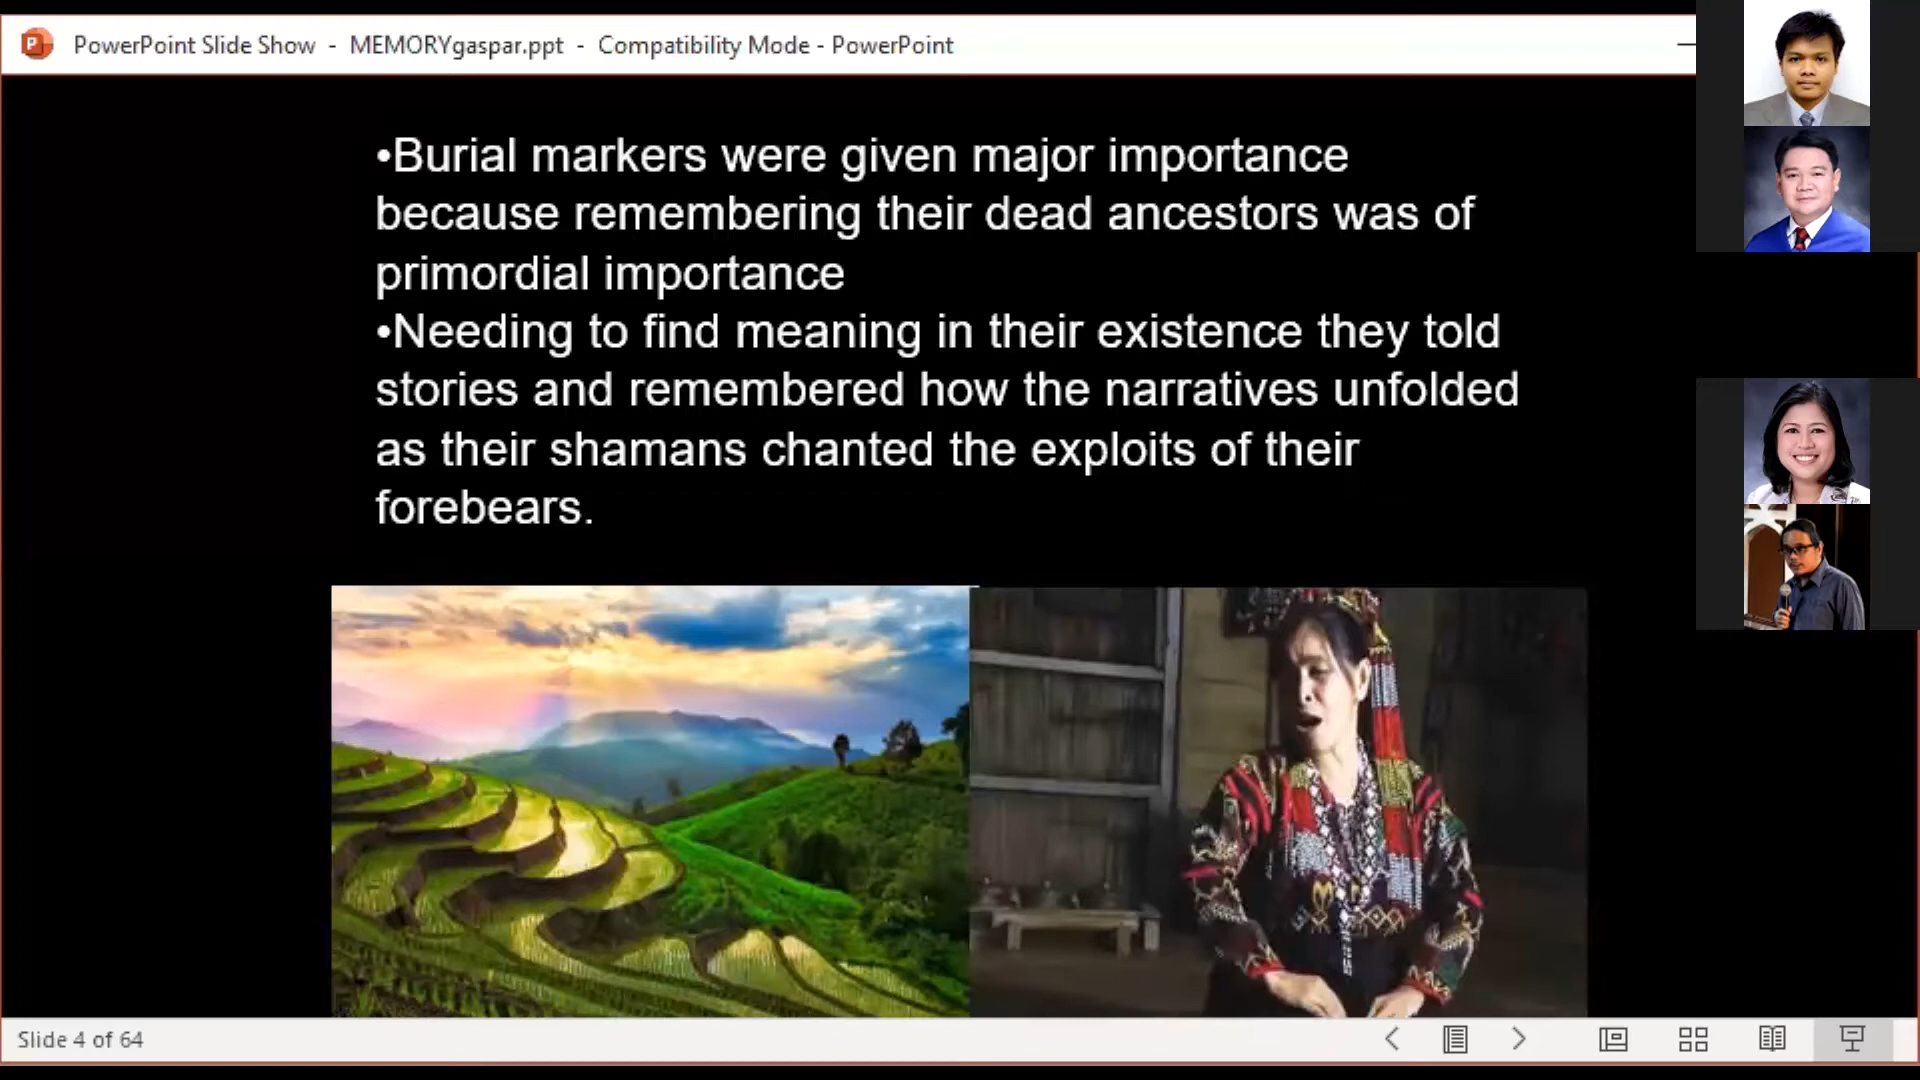 PowerPoint Slide Show - MEMORYgaspar.ppt - Compatibility Mode - PowerPoint
•Burial markers were given major importance
because remembering their dead ancestors was of
primordial importance
•Needing to find meaning in their existence they told
stories and remembered how the narratives unfolded
as their shamans chanted the exploits of their
forebears.
Slide 4 of 64